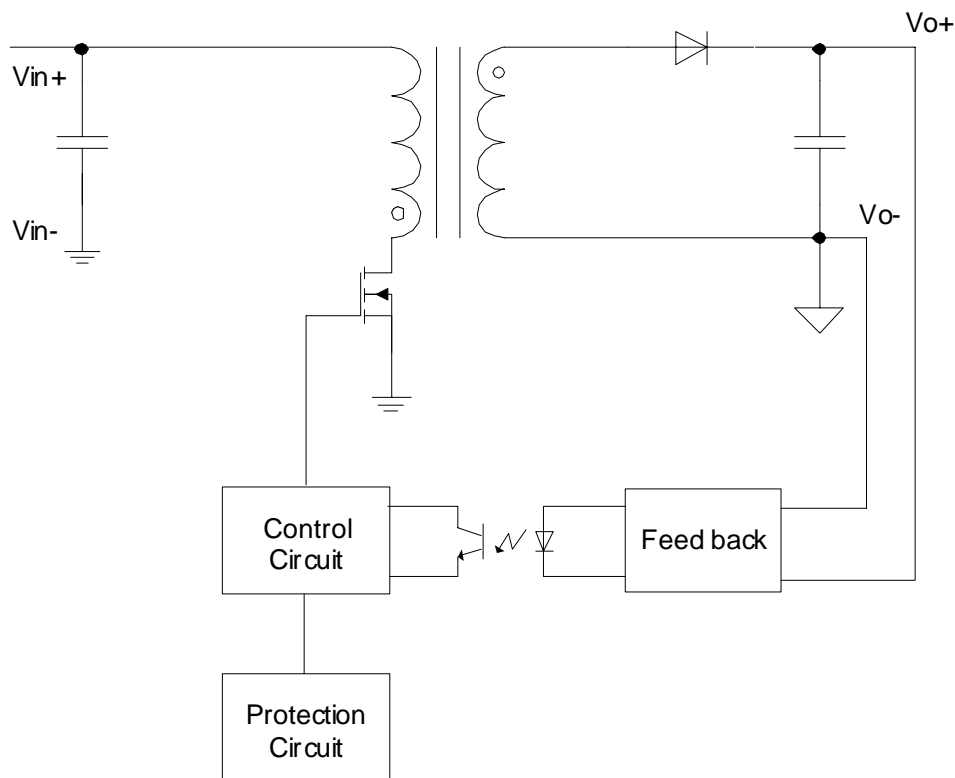 Vo+
Vin+
Vo-
Vin-
Control
Circuit
Feed back
Protection
Circuit